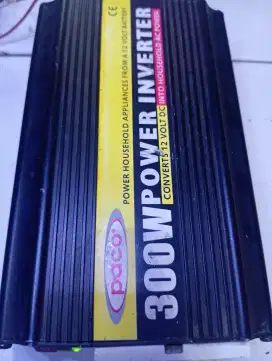 CE
POWER HOUSEHOLD APPLIANCES FROM A 12 VOLT BATTERY
paco
300W POWER INVERTER
CONVERTS 12 VOLT DC INTO HOUSEHOLD AC POWER